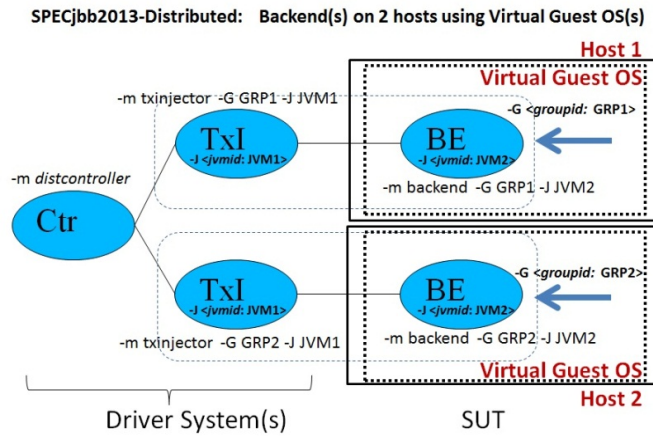 SPECjbb2013-Distributed: Backend(s) on 2 hosts using Virtual Guest OS(s)
Host 1
Virtual Guest OS
-m txinjector -G GRP1 -J JVM1
-G <groupid: GRP1>
TxI
-J <jvmid: JVM1>
BE
-J <jvmid: JVM2>
-m distcontroller
-m backend -G GRP1 -J JVM2
Ctr
-G <groupid: GRP2>
TxI
-J <jvmid: JVM1>
BE
-J <jvmid: JVM2>
-m txinjector -G GRP2 -J JVM1
-m backend -G GRP2 -J JVM2
Virtual Guest OS
Host 2
Driver System(s)
SUT